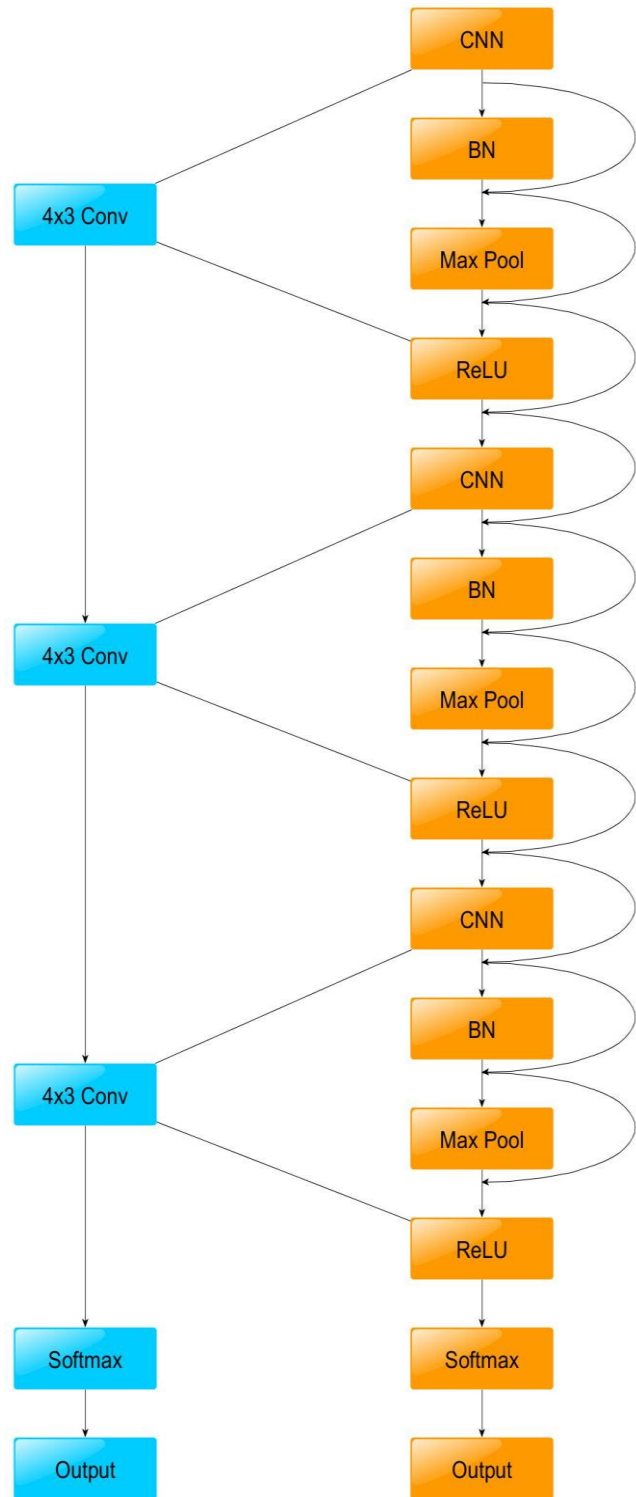 CNN
BN
4x3 Conv
Max Pool
ReLU
CNN
BN
4x3 Conv
Max Pool
ReLU
CNN
BN
4x3 Conv
Max Pool
ReLU
Softmax
Softmax
Output
Output